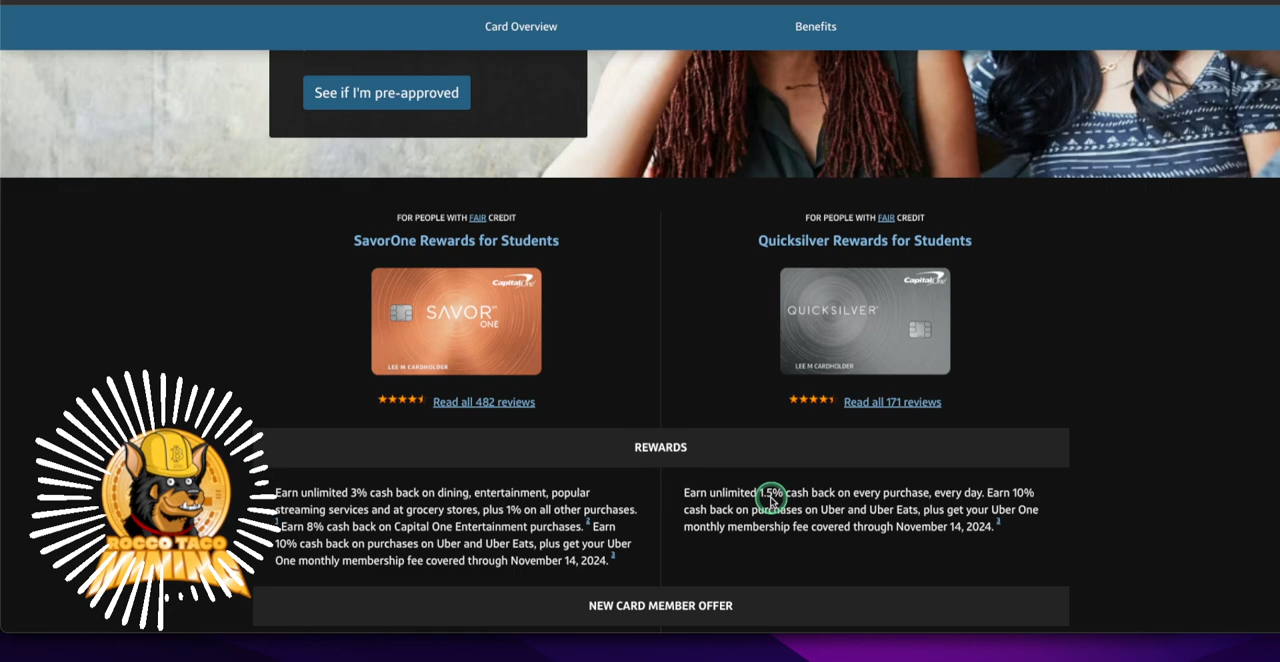 Card Overview
Benefits
See if I'm pre-approved
FOR PEOPLE WITH FAIR CREDIT
SavorOne Rewards for Students
CapitalOne
SAVOR
ONE
LEE M CARDHOLDER
Read all 482 reviews
FOR PEOPLE WITH FAIR CREDIT
Quicksilver Rewards for Students
CapitalOne
QUICKSILVER
LEE M CARDHOLDER
Read all 171 reviews
REWARDS
Earn unlimited 3% cash back on dining, entertainment, popular
streaming services and at grocery stores, plus 1% on all other purchases.
1 Earn 8% cash back on Capital One Entertainment purchases. 2 Earn
10% cash back on purchases on Uber and Uber Eats, plus get your Uber
One monthly membership fee covered through November 14, 2024. 3
Earn unlimited 1.5% cash back on every purchase, every day. Earn 10%
cash back on purchases on Uber and Uber Eats, plus get your Uber One
monthly membership fee covered through November 14, 2024. 3
ROCCO TACO
MINING
NEW CARD MEMBER OFFER